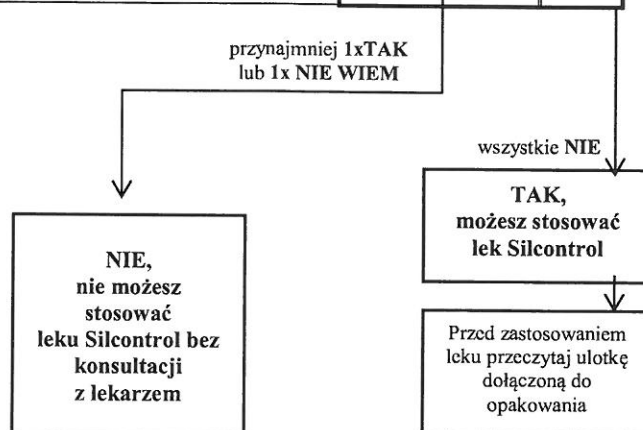 przynajmniej 1xTAK
lub 1x NIE WIEM
wszystkie NIE
NIE,
nie możesz
stosować
leku Silcontrol bez
konsultacji
z lekarzem
TAK,
możesz stosować
lek Silcontrol
Przed zastosowaniem
leku przeczytaj ulotkę
dołączoną do
opakowania